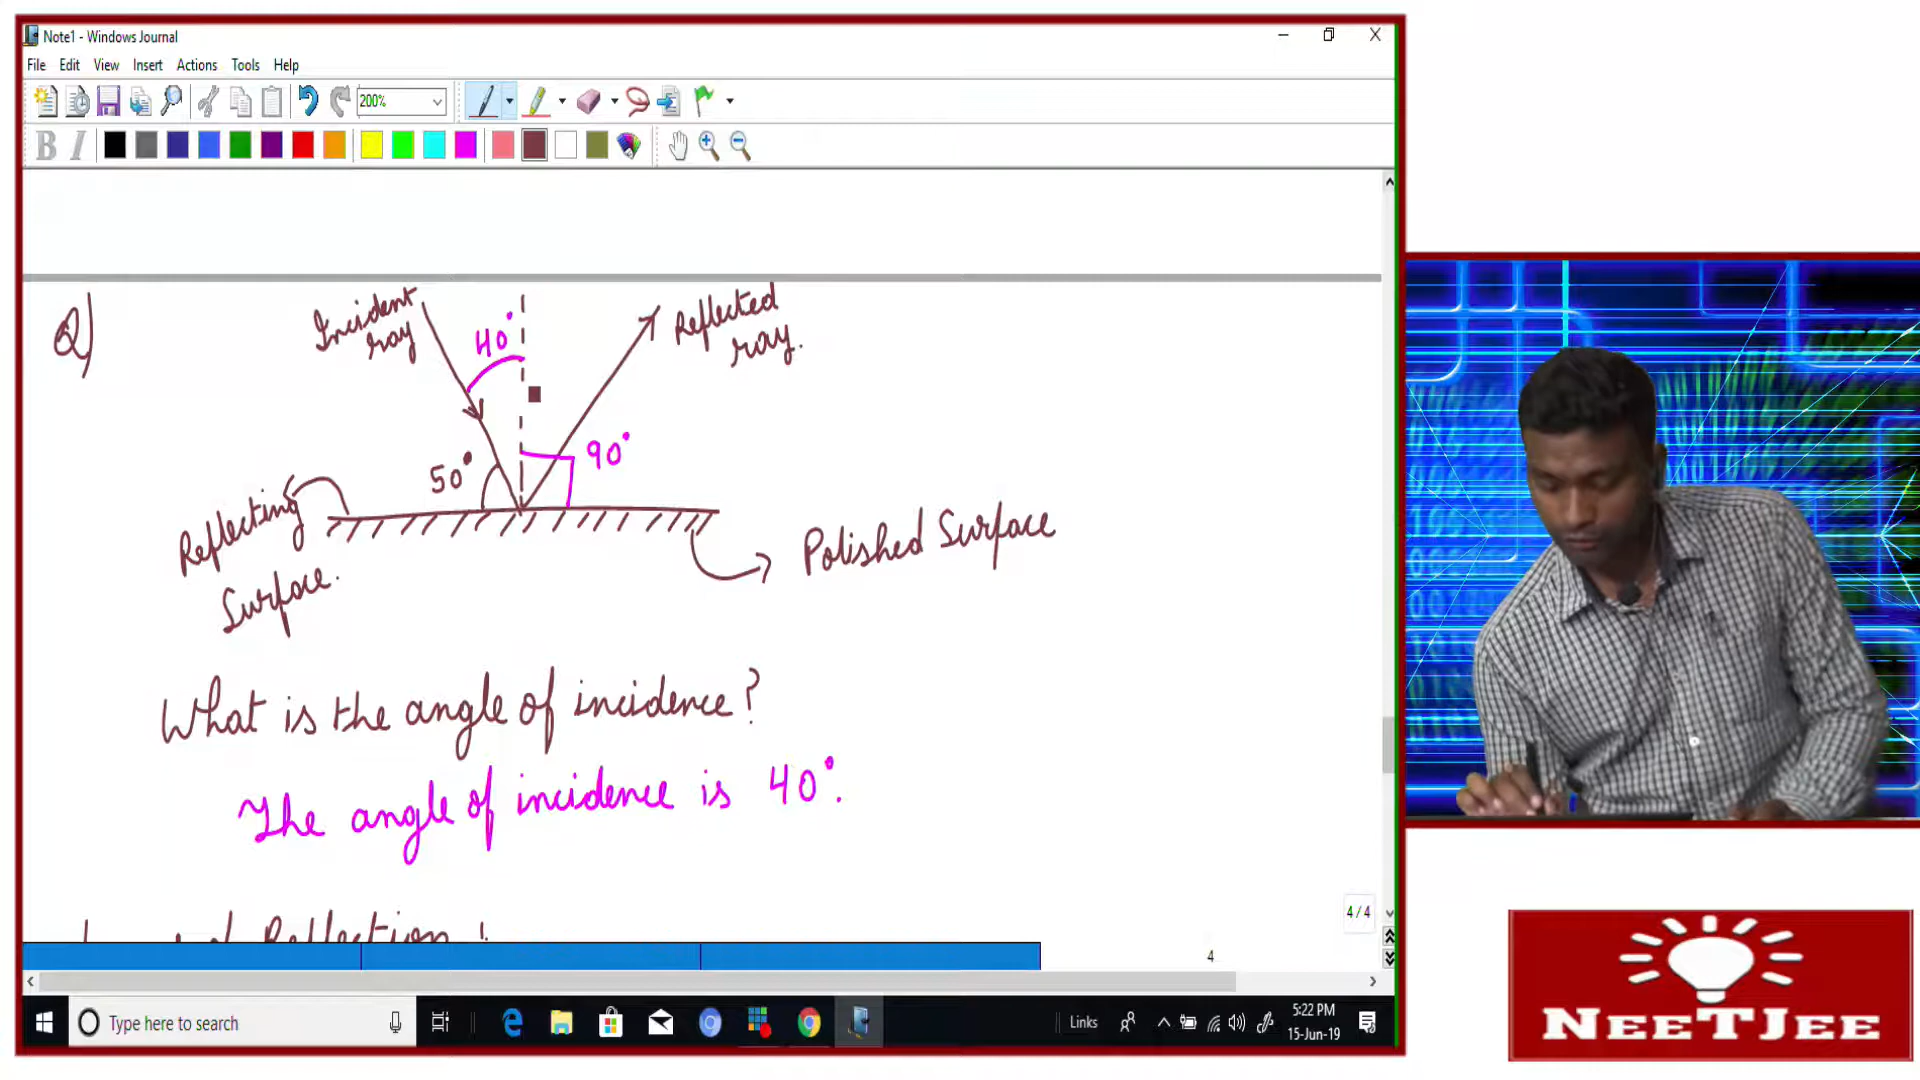 Note1 - Windows Journal
File Edit View Insert Actions Tools Help
200%
B I
Q)
Incident
ray
40°
Reflected
ray.
50°
90°
Reflecting
Surface.
Polished Surface
What is the angle of incidence?
The angle of incidence is 40°.
of Reflection :
4/4
4
Type here to search
Links
5:22 PM
15-Jun-19
NEETJEE